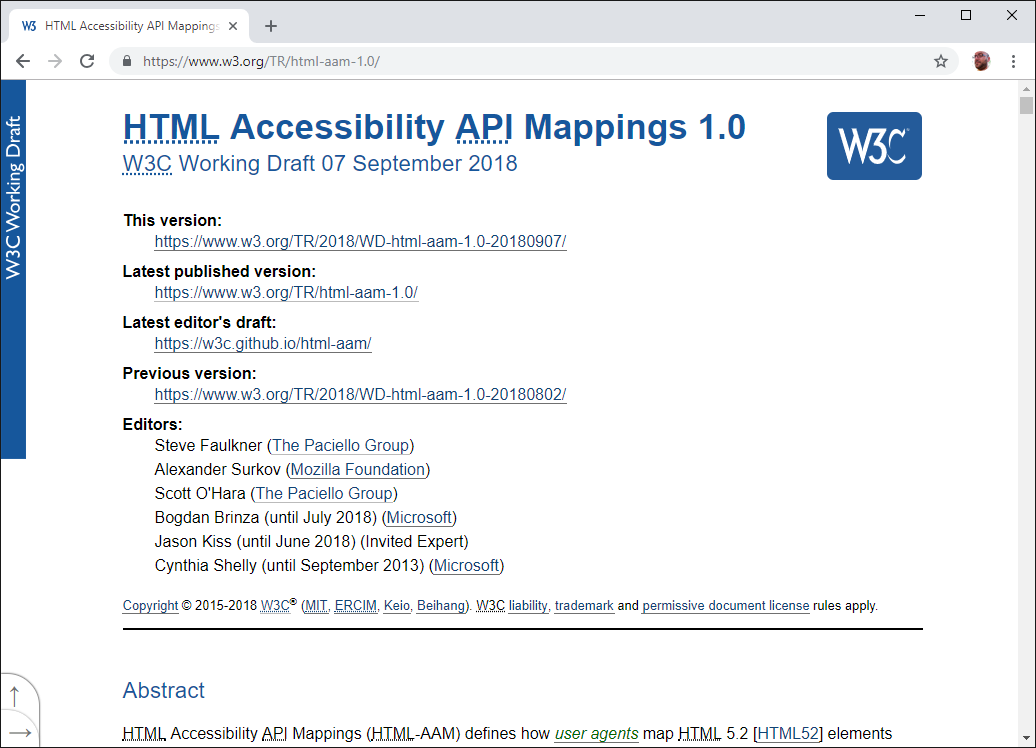 HTML Accessibility API Mappings
https://www.w3.org/TR/html-aam-1.0/
W3C Working Draft
HTML Accessibility API Mappings 1.0
W3C
W3C Working Draft 07 September 2018
This version:
https://www.w3.org/TR/2018/WD-html-aam-1.0-20180907/
Latest published version:
https://www.w3.org/TR/html-aam-1.0/
Latest editor's draft:
https://w3c.github.io/html-aam/
Previous version:
https://www.w3.org/TR/2018/WD-html-aam-1.0-20180802/
Editors:
Steve Faulkner (The Paciello Group)
Alexander Surkov (Mozilla Foundation)
Scott O'Hara (The Paciello Group)
Bogdan Brinza (until July 2018) (Microsoft)
Jason Kiss (until June 2018) (Invited Expert)
Cynthia Shelly (until September 2013) (Microsoft)
Copyright © 2015-2018 W3C® (MIT, ERCIM, Keio, Beihang). W3C liability, trademark and permissive document license rules apply.
Abstract
HTML Accessibility API Mappings (HTML-AAM) defines how user agents map HTML 5.2 [HTML52] elements